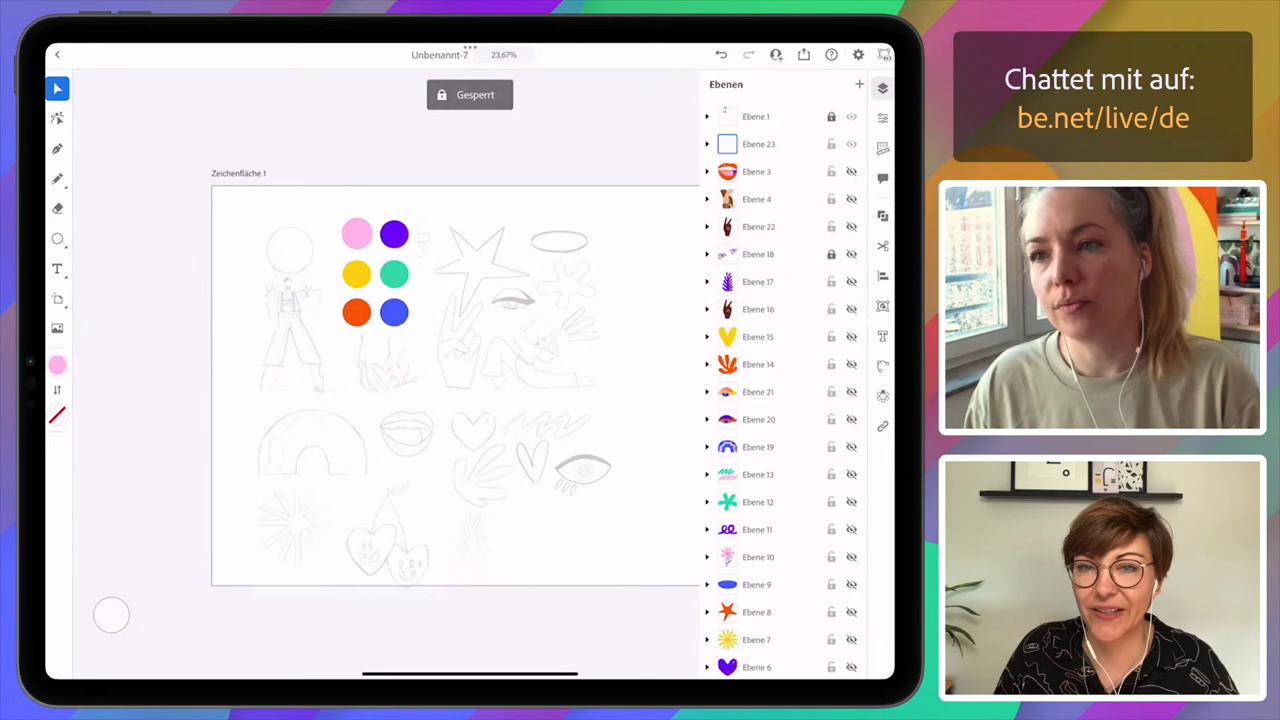 Unbenannt-7
23,67%
Gesperrt
Zeichenfläche 1
Ebenen
Ebene 1
Ebene 23
Ebene 3
Ebene 4
Ebene 22
Ebene 18
Ebene 17
Ebene 16
Ebene 15
Ebene 14
Ebene 21
Ebene 20
Ebene 19
Ebene 13
Ebene 12
Ebene 11
Ebene 10
Ebene 9
Ebene 8
Ebene 7
Ebene 6
Chattet mit auf:
be.net/live/de